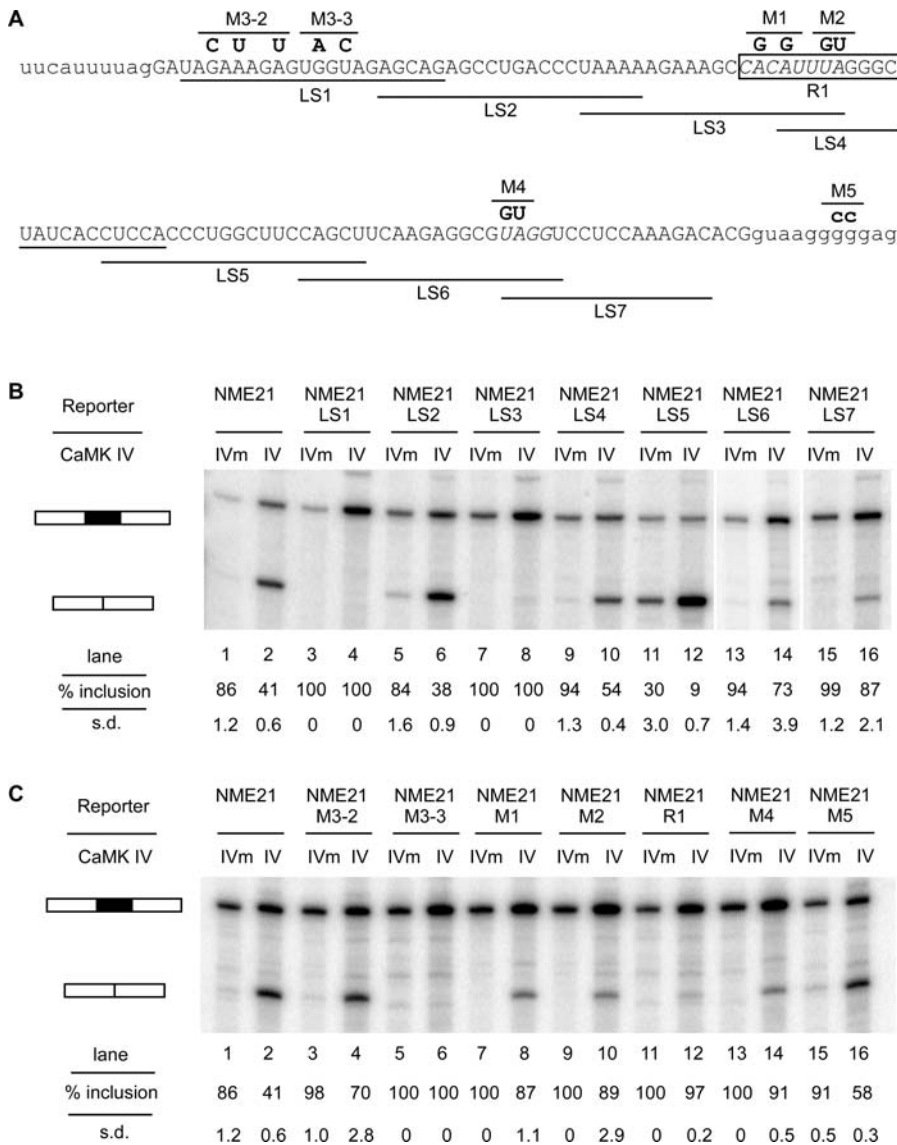 A
M3-2 M3-3 M1 M2
C U U A C G G GU
uucauuuuagGAUAGAAAGAGUGGUAGAGCAGAGCCUGACCCUAAAAAGAAAGCCACAUUUAGGGC
LS1 R1
LS2 LS3 LS4
M4 M5
GU cc
UAUCACCUCCACCCUGGCUUCCAGCUUCAAGAGGCGUAGGUCCUCCAAAGACACGguaagggggag
LS5
LS6 LS7
B
Reporter NME21 NME21 LS1 NME21 LS2 NME21 LS3 NME21 LS4 NME21 LS5 NME21 LS6 NME21 LS7
CaMK IV IVm IV IVm IV IVm IV IVm IV IVm IV IVm IV IVm IV IVm IV
lane 1 2 3 4 5 6 7 8 9 10 11 12 13 14 15 16
% inclusion 86 41 100 100 84 38 100 100 94 54 30 9 94 73 99 87
s.d. 1.2 0.6 0 0 1.6 0.9 0 0 1.3 0.4 3.0 0.7 1.4 3.9 1.2 2.1
C
Reporter NME21 NME21 M3-2 NME21 M3-3 NME21 M1 NME21 M2 NME21 R1 NME21 M4 NME21 M5
CaMK IV IVm IV IVm IV IVm IV IVm IV IVm IV IVm IV IVm IV IVm IV
lane 1 2 3 4 5 6 7 8 9 10 11 12 13 14 15 16
% inclusion 86 41 98 70 100 100 100 87 100 89 100 97 100 91 91 58
s.d. 1.2 0.6 1.0 2.8 0 0 0 1.1 0 2.9 0 0.2 0 0.5 0.5 0.3